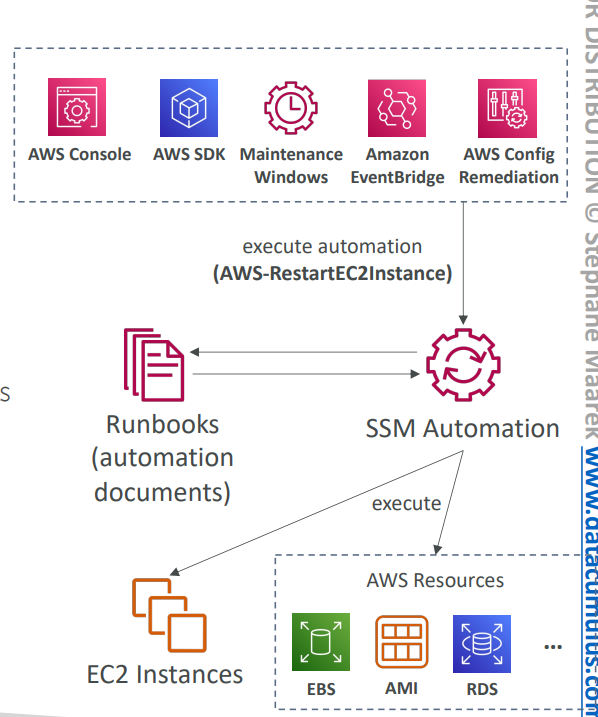 AWS Console
AWS SDK
Maintenance
Windows
Amazon
EventBridge
AWS Config
Remediation
execute automation
(AWS-RestartEC2Instance)
s
Runbooks
(automation
documents)
SSM Automation
execute
AWS Resources
EC2 Instances
EBS
AMI
RDS
...
OR DISTRIBUTION © Stephane Maarek www.datacumulus.com